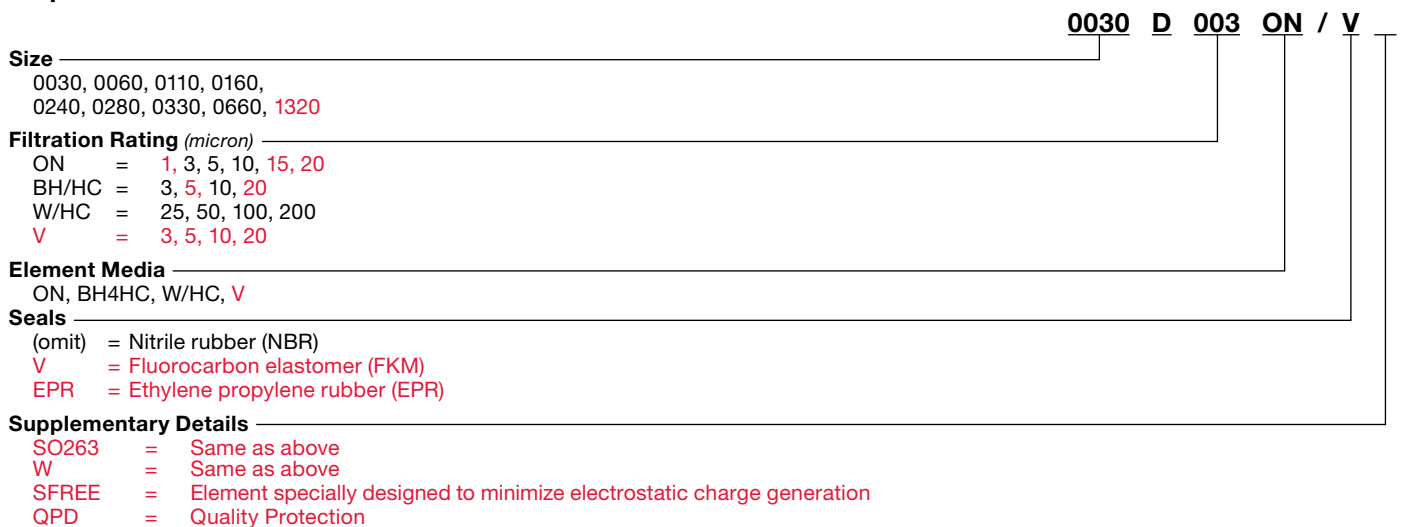 0030 D 003 ON / V
Size
0030, 0060, 0110, 0160,
0240, 0280, 0330, 0660, 1320
Filtration Rating (micron)
ON = 1, 3, 5, 10, 15, 20
BH/HC = 3, 5, 10, 20
W/HC = 25, 50, 100, 200
V = 3, 5, 10, 20
Element Media
ON, BH4HC, W/HC, V
Seals
(omit) = Nitrile rubber (NBR)
V = Fluorocarbon elastomer (FKM)
EPR = Ethylene propylene rubber (EPR)
Supplementary Details
SO263 = Same as above
W = Same as above
SFREE = Element specially designed to minimize electrostatic charge generation
QPD = Quality Protection